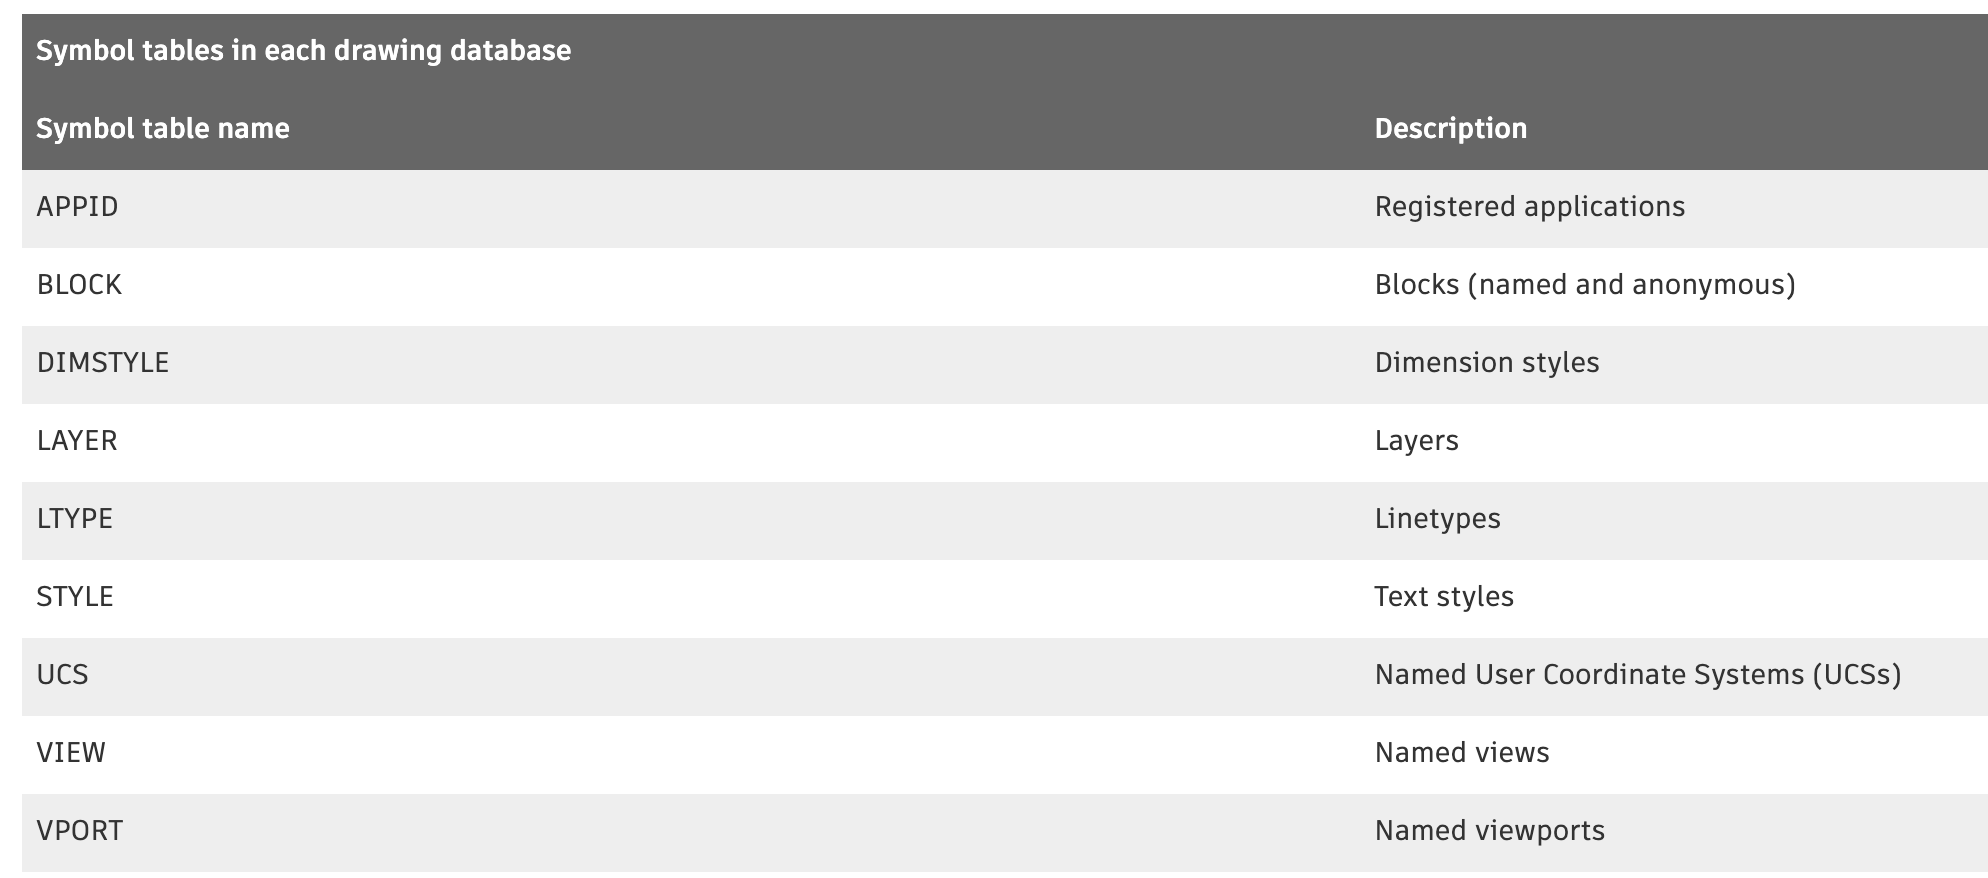 Symbol tables in each drawing database
Symbol table name Description
APPID Registered applications
BLOCK Blocks (named and anonymous)
DIMSTYLE Dimension styles
LAYER Layers
LTYPE Linetypes
STYLE Text styles
UCS Named User Coordinate Systems (UCSs)
VIEW Named views
VPORT Named viewports